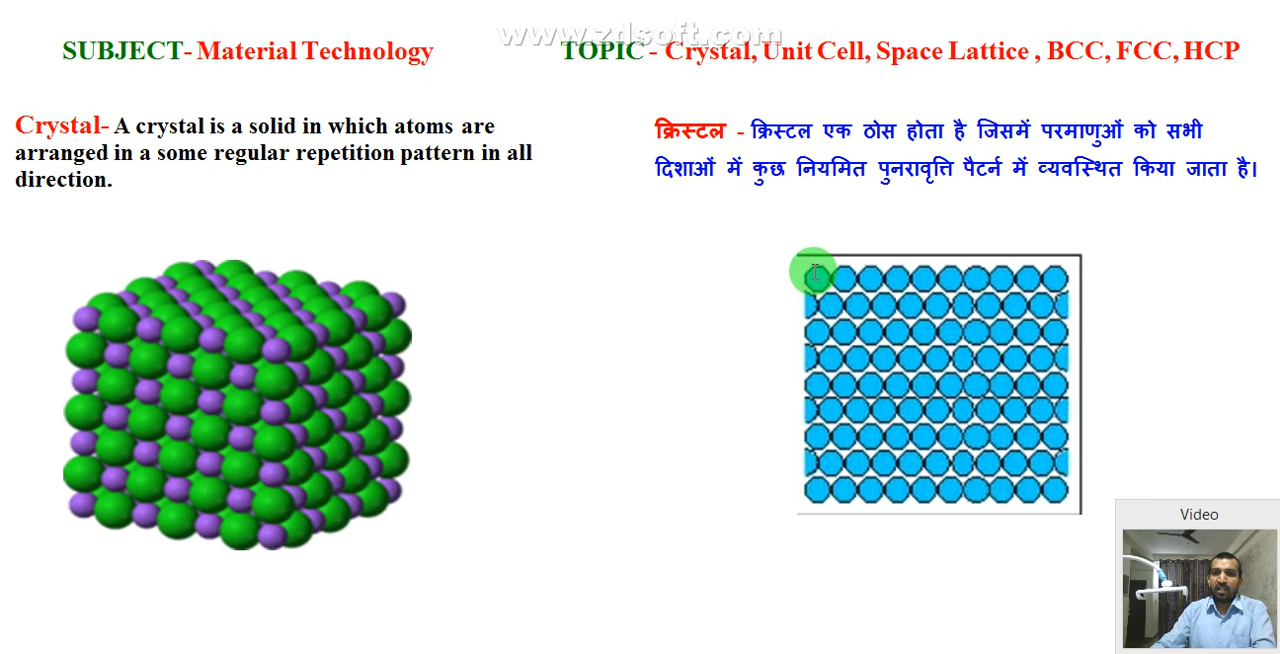 www.zdsoft.com
SUBJECT- Material Technology
TOPIC - Crystal, Unit Cell, Space Lattice , BCC, FCC, HCP
Crystal- A crystal is a solid in which atoms are
arranged in a some regular repetition pattern in all
direction.
क्रिस्टल - क्रिस्टल एक ठोस होता है जिसमें परमाणुओं को सभी
दिशाओं में कुछ नियमित पुनरावृत्ति पैटर्न में व्यवस्थित किया जाता है।
Video